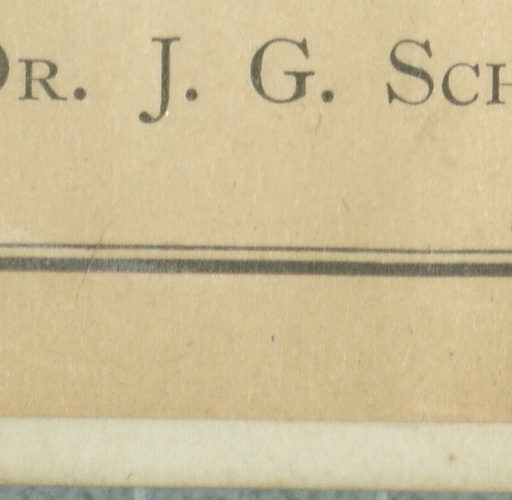 Dr. J. G. Sch